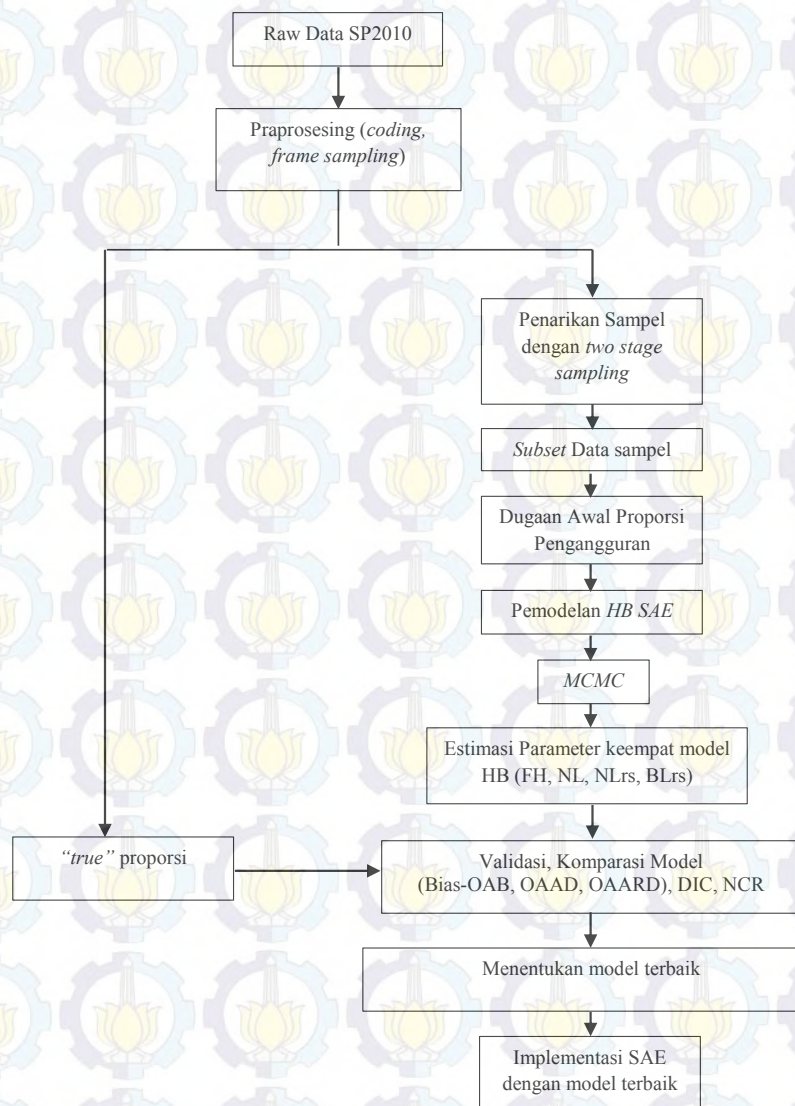 Raw Data SP2010
Praprosesing (coding,
frame sampling)
Penarikan Sampel
dengan two stage
sampling
Subset Data sampel
Dugaan Awal Proporsi
Pengangguran
Pemodelan HB SAE
MCMC
Estimasi Parameter keempat model
HB (FH, NL, NLrs, BLrs)
“true” proporsi
Validasi, Komparasi Model
(Bias-OAB, OAAD, OAARD), DIC, NCR
Menentukan model terbaik
Implementasi SAE
dengan model terbaik